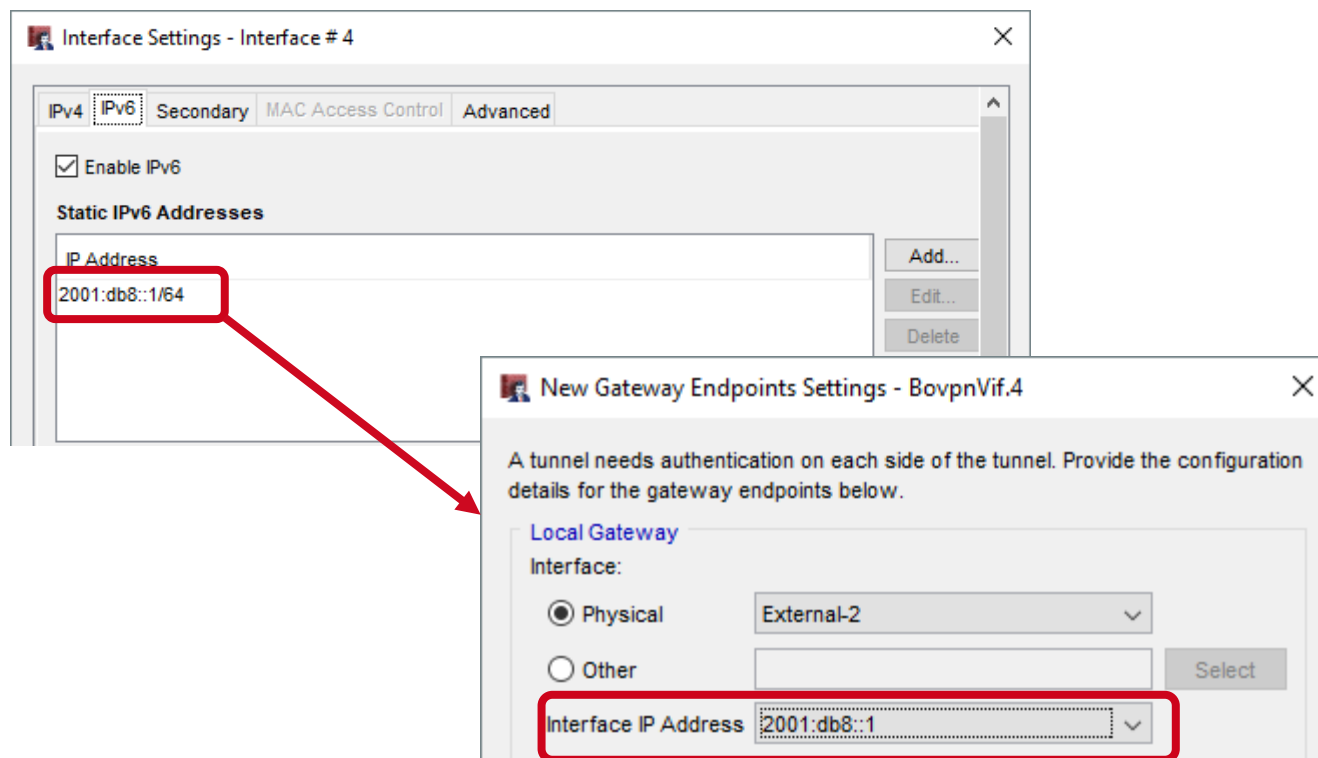 Interface Settings - Interface # 4
IPv4 IPv6 Secondary MAC Access Control Advanced
Enable IPv6
Static IPv6 Addresses
IP Address
2001:db8::1/64
Add...
Edit...
Delete
New Gateway Endpoints Settings - BovpnVif.4
A tunnel needs authentication on each side of the tunnel. Provide the configuration
details for the gateway endpoints below.
Local Gateway
Interface:
Physical External-2
Other Select
Interface IP Address 2001:db8::1